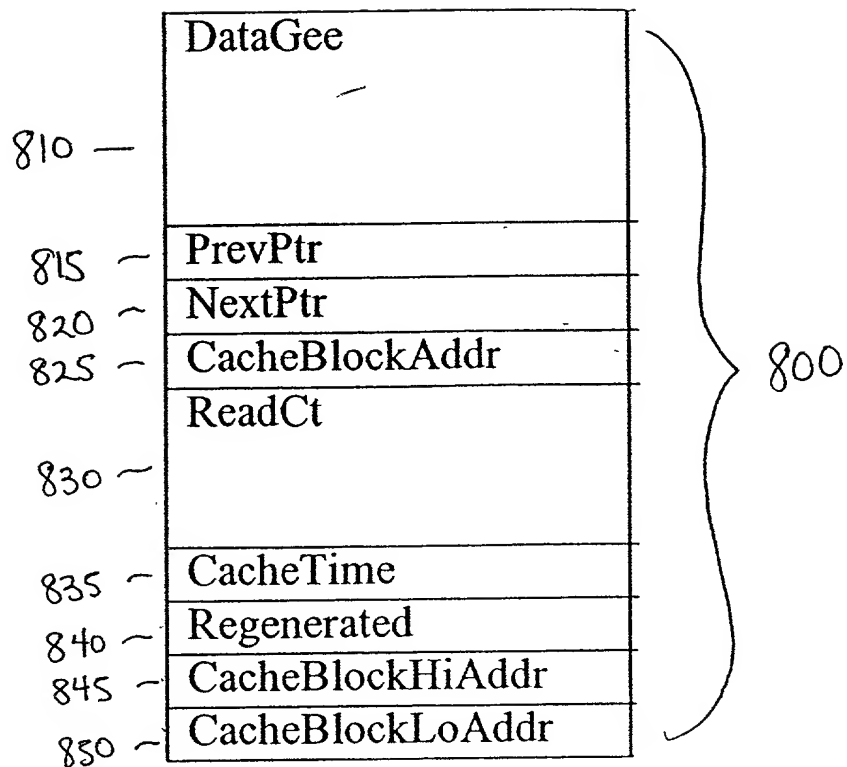 DataGee
810
815 PrevPtr
820 NextPtr
825 CacheBlockAddr
ReadCt
830
800
835 CacheTime
840 Regenerated
845 CacheBlockHiAddr
850 CacheBlockLoAddr